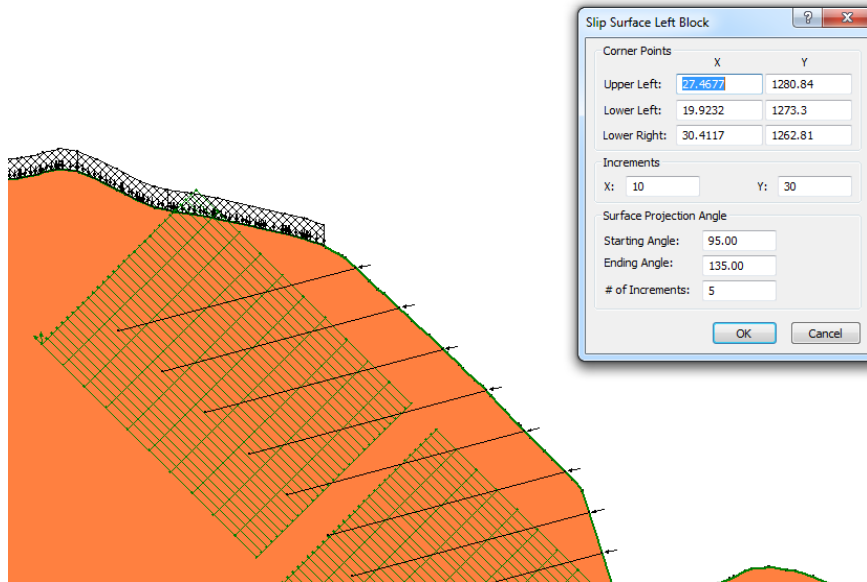 Slip Surface Left Block
Corner Points
X Y
Upper Left: 27.4677 1280.84
Lower Left: 19.9232 1273.3
Lower Right: 30.4117 1262.81
Increments
X: 10 Y: 30
Surface Projection Angle
Starting Angle: 95.00
Ending Angle: 135.00
# of Increments: 5
OK Cancel